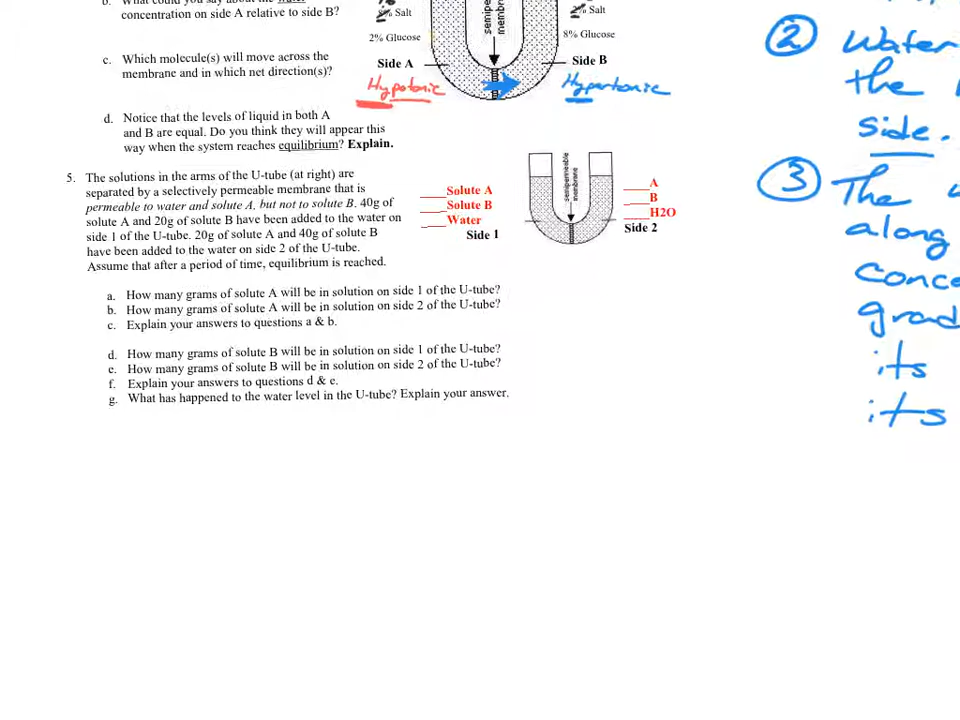 concentration on side A relative to side B?
Salt
2% Glucose
Side A
Salt
8% Glucose
Side B
c. Which molecule(s) will move across the
membrane and in which net direction(s)?
Hypotonic
Hypertonic
d. Notice that the levels of liquid in both A
and B are equal. Do you think they will appear this
way when the system reaches equilibrium? Explain.
5. The solutions in the arms of the U-tube (at right) are
separated by a selectively permeable membrane that is
permeable to water and solute A, but not to solute B. 40g of
solute A and 20g of solute B have been added to the water on
side 1 of the U-tube. 20g of solute A and 40g of solute B
have been added to the water on side 2 of the U-tube.
Assume that after a period of time, equilibrium is reached.
____Solute A
____Solute B
____Water
Side 1
semipermeable
membrane
____A
____B
____H2O
Side 2
a. How many grams of solute A will be in solution on side 1 of the U-tube?
b. How many grams of solute A will be in solution on side 2 of the U-tube?
c. Explain your answers to questions a & b.
d. How many grams of solute B will be in solution on side 1 of the U-tube?
e. How many grams of solute B will be in solution on side 2 of the U-tube?
f. Explain your answers to questions d & e.
g. What has happened to the water level in the U-tube? Explain your answer.
2 Water
the
side.
3 The
along
conce
grad
its
its